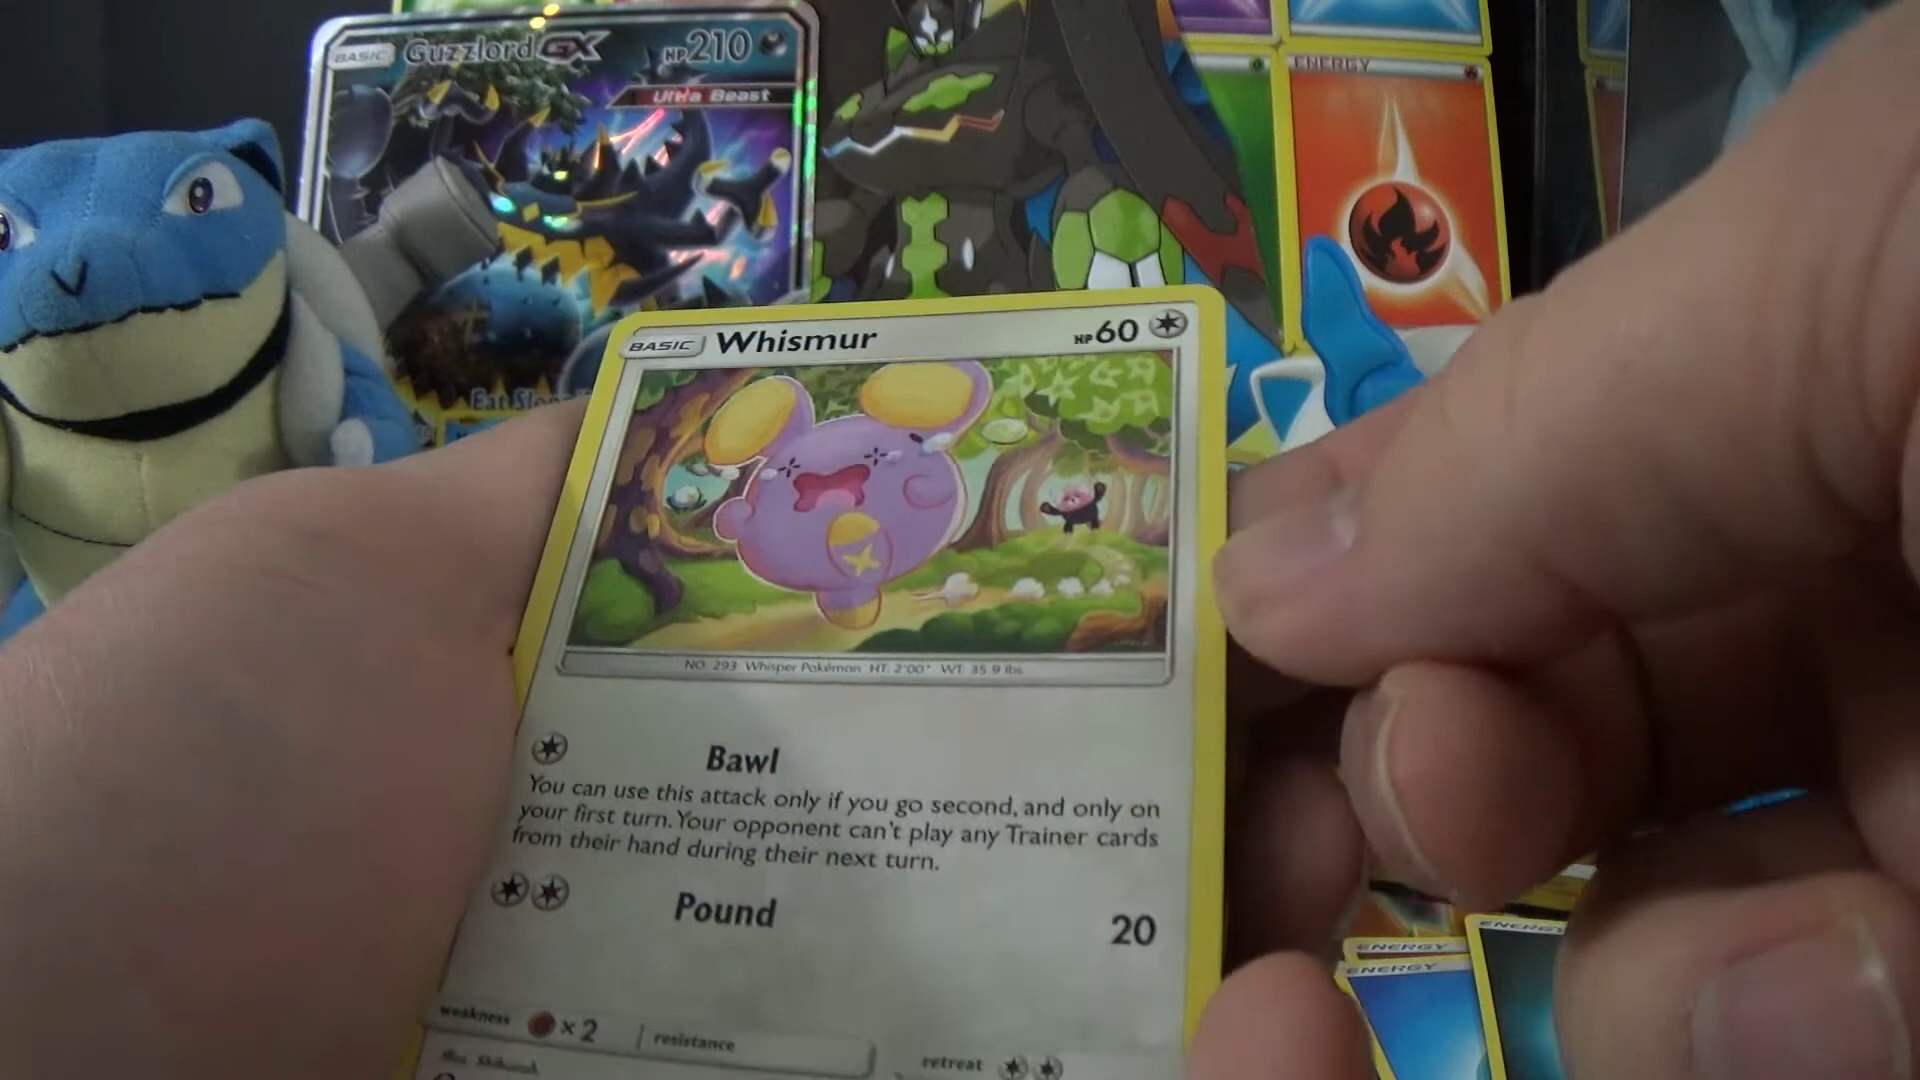 BASIC Guzzlord GX HP210
Ultra Beast
ENERGY
Eat
BASIC Whismur HP60
NO. 293 Whisper Pokémon HT: 2'00" WT: 35.9 lbs.
Bawl
You can use this attack only if you go second, and only on
your first turn. Your opponent can't play any Trainer cards
from their hand during their next turn.
Pound 20
weakness ×2 resistance
retreat
ENERGY
ENERGY
ENERGY